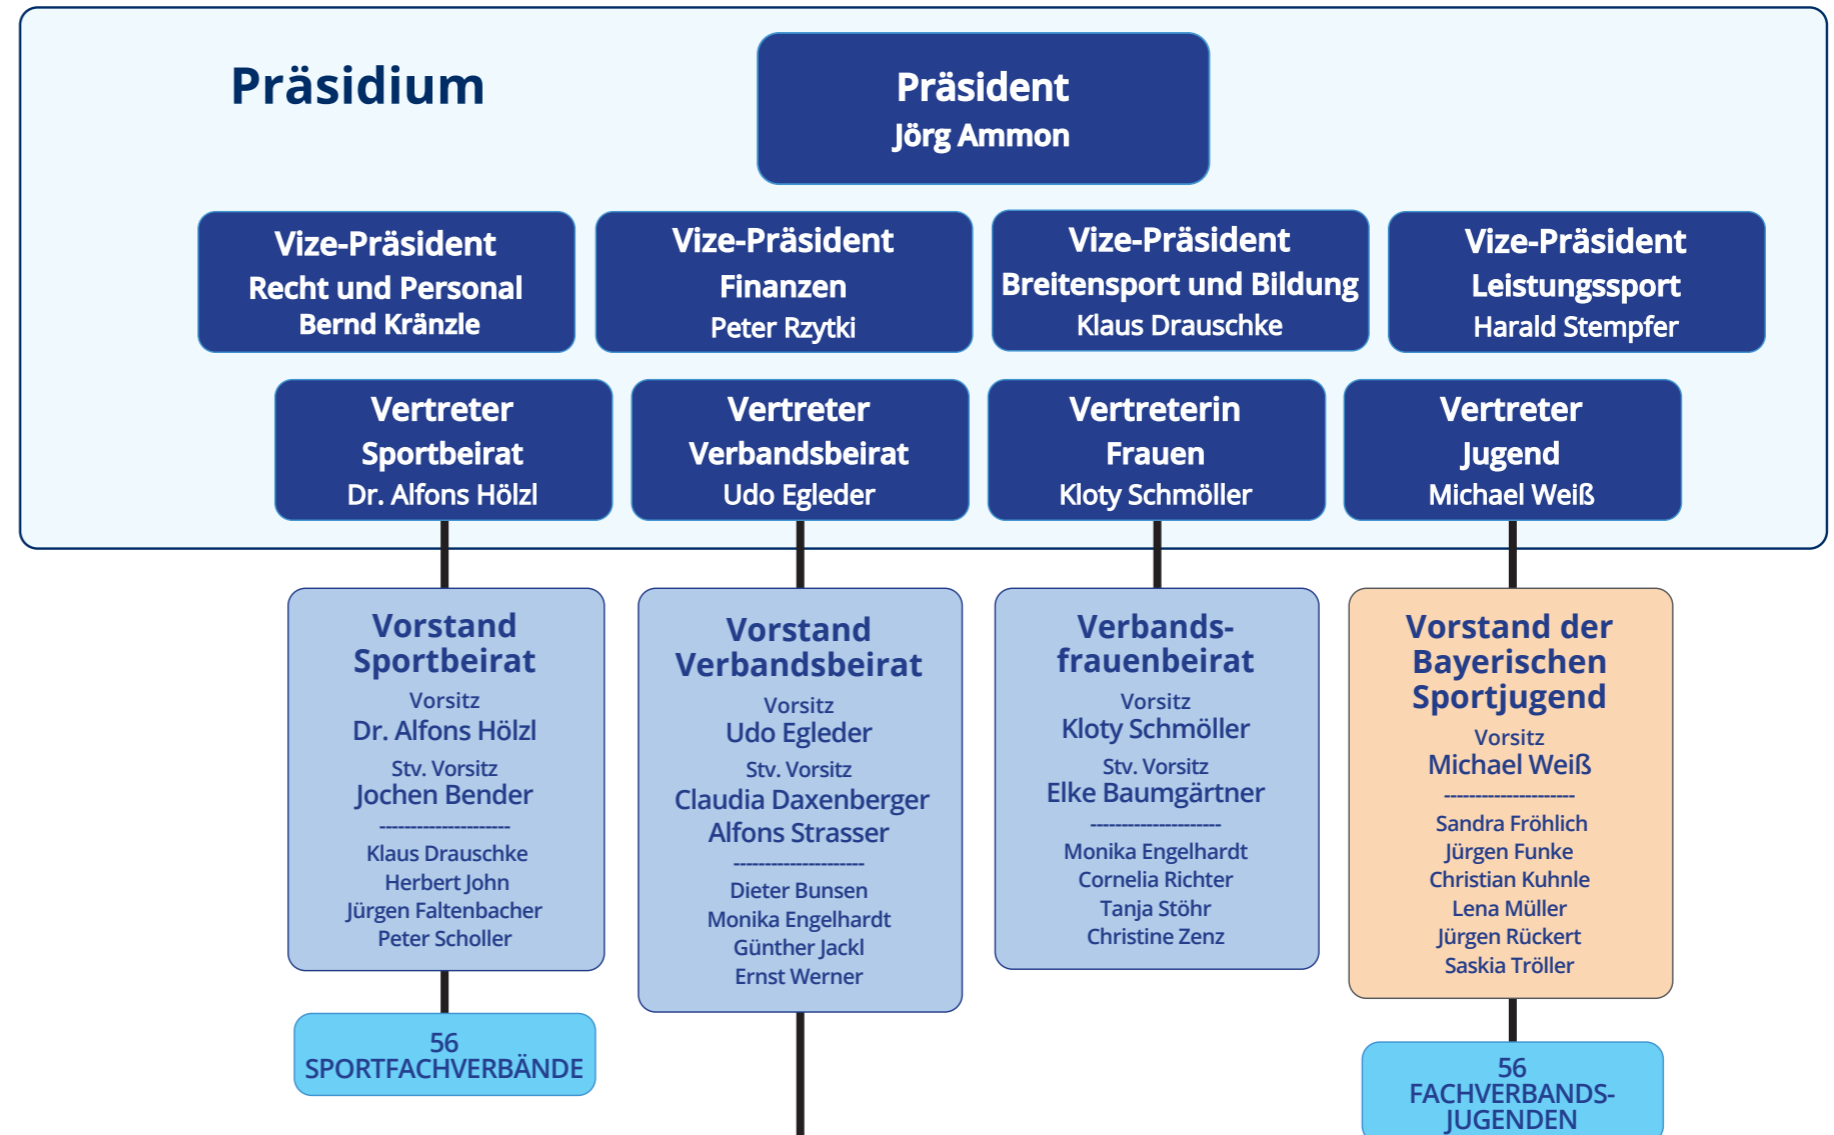 Präsidium
Präsident
Jörg Ammon
Vize-Präsident
Recht und Personal
Bernd Kränzle
Vize-Präsident
Finanzen
Peter Rzytki
Vize-Präsident
Breitensport und Bildung
Klaus Drauschke
Vize-Präsident
Leistungssport
Harald Stempfer
Vertreter
Sportbeirat
Dr. Alfons Hölzl
Vertreter
Verbandsbeirat
Udo Egleder
Vertreterin
Frauen
Kloty Schmöller
Vertreter
Jugend
Michael Weiß
Vorstand
Sportbeirat
Vorsitz
Dr. Alfons Hölzl
Stv. Vorsitz
Jochen Bender
---------------------
Klaus Drauschke
Herbert John
Jürgen Faltenbacher
Peter Scholler
56
SPORTFACHVERBÄNDE
Vorstand
Verbandsbeirat
Vorsitz
Udo Egleder
Stv. Vorsitz
Claudia Daxenberger
Alfons Strasser
---------------------
Dieter Bunsen
Monika Engelhardt
Günther Jackl
Ernst Werner
Verbands-
frauenbeirat
Vorsitz
Kloty Schmöller
Stv. Vorsitz
Elke Baumgärtner
---------------------
Monika Engelhardt
Cornelia Richter
Tanja Stöhr
Christine Zenz
Vorstand der
Bayerischen
Sportjugend
Vorsitz
Michael Weiß
---------------------
Sandra Fröhlich
Jürgen Funke
Christian Kuhnle
Lena Müller
Jürgen Rückert
Saskia Tröller
56
FACHVERBANDS-
JUGENDEN